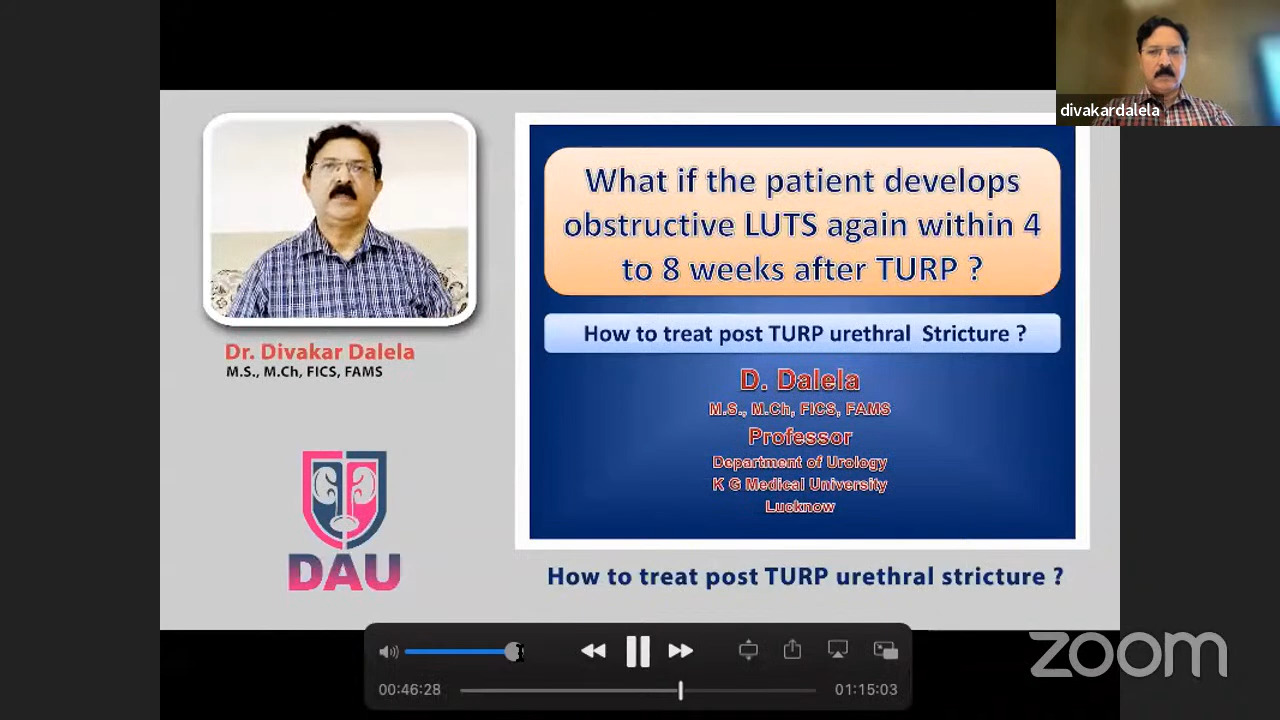 divakardalela
What if the patient develops
obstructive LUTS again within 4
to 8 weeks after TURP ?
How to treat post TURP urethral Stricture ?
D. Dalela
M.S., M.Ch, FICS, FAMS
Professor
Department of Urology
K G Medical University
Lucknow
Dr. Divakar Dalela
M.S., M.Ch, FICS, FAMS
DAU
How to treat post TURP urethral stricture ?
00:46:28
01:15:03
zoom